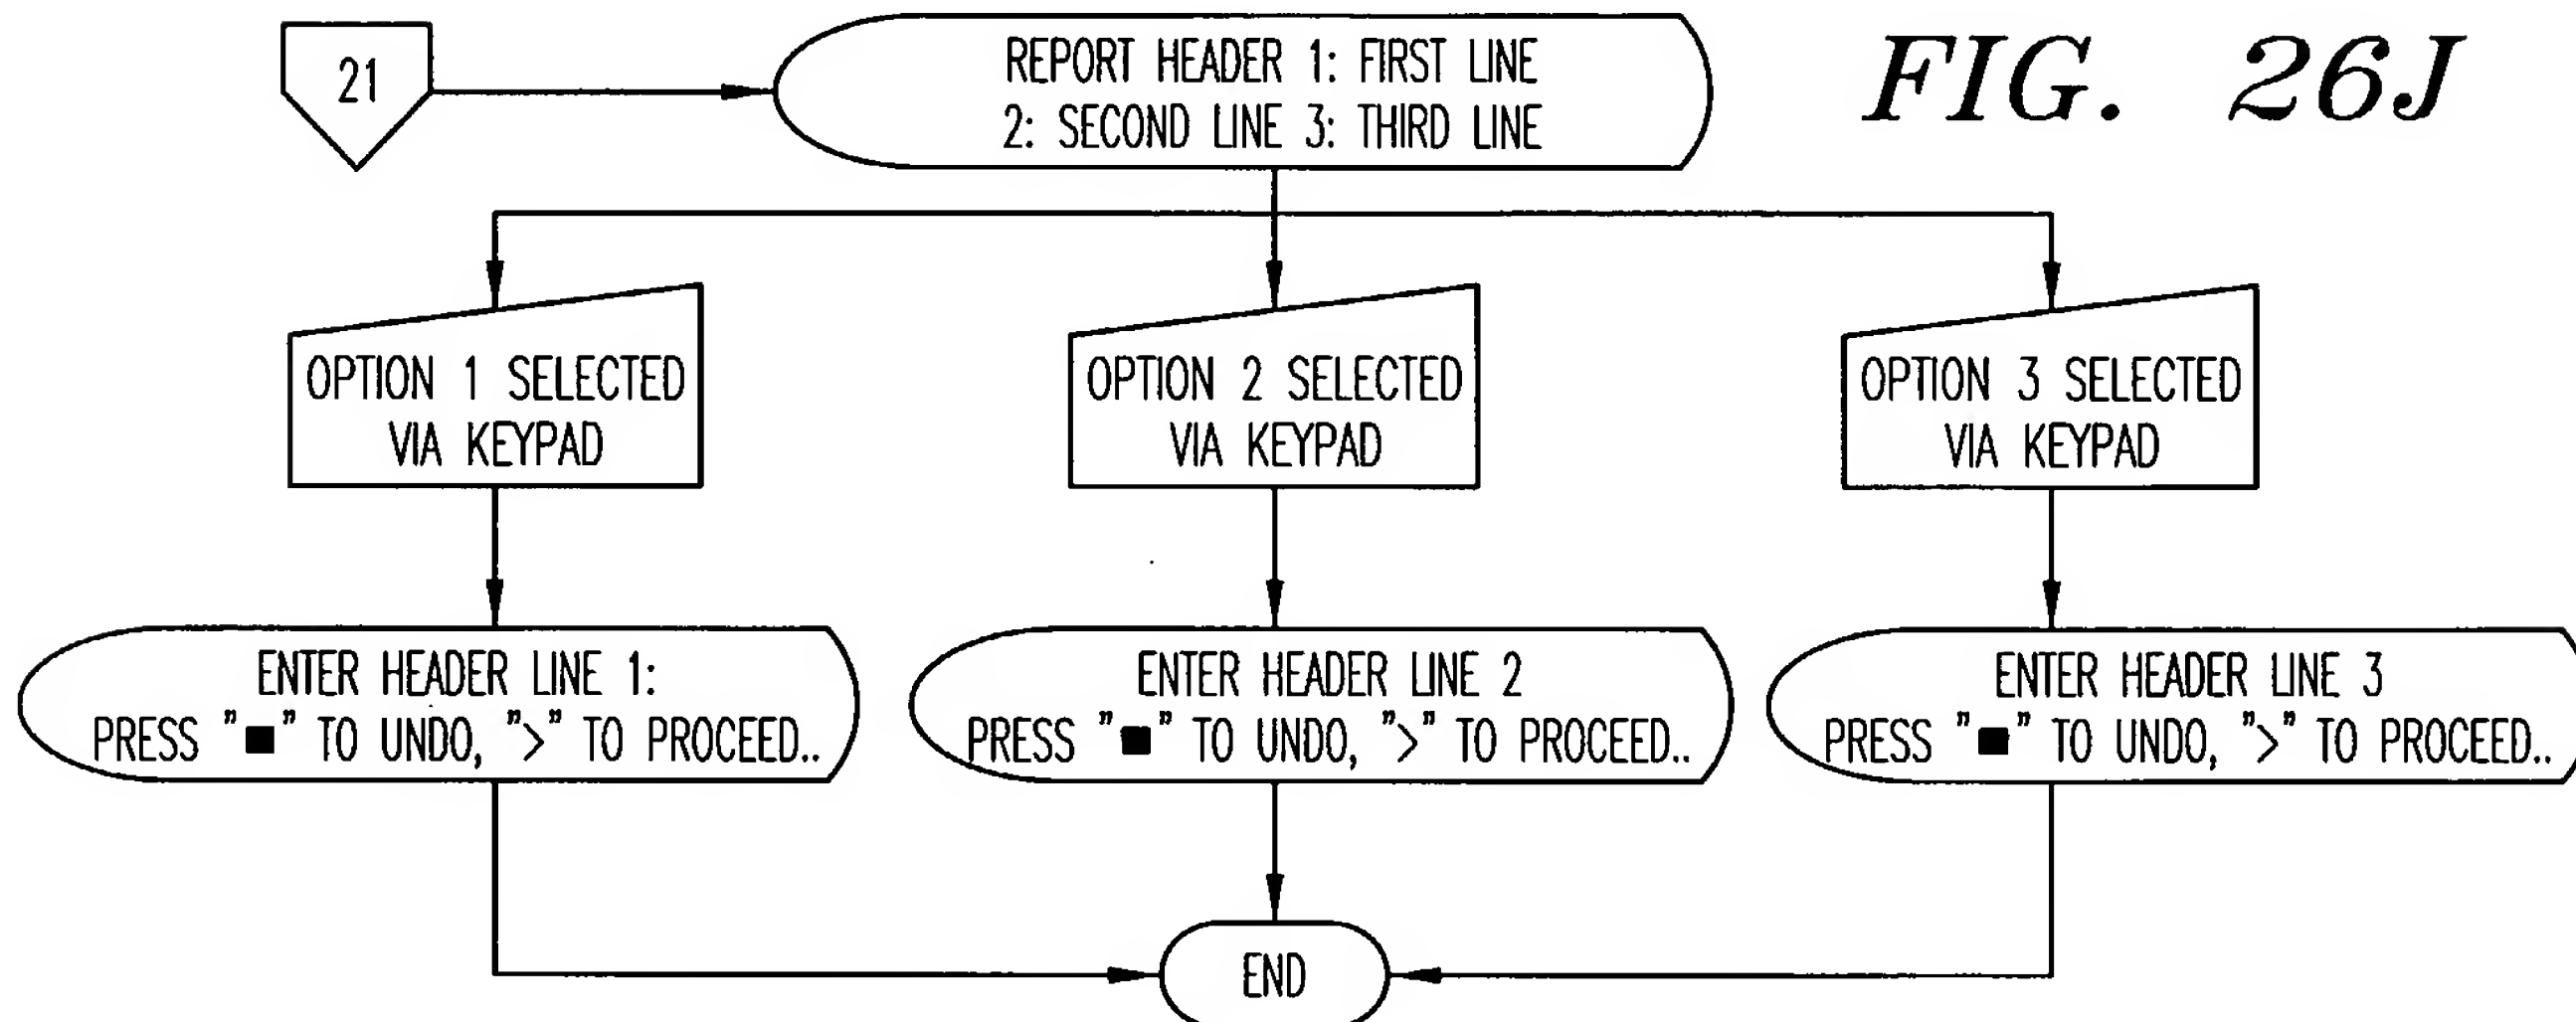 21
REPORT HEADER 1: FIRST LINE
2: SECOND LINE 3: THIRD LINE
FIG. 26J
OPTION 1 SELECTED
VIA KEYPAD
OPTION 2 SELECTED
VIA KEYPAD
OPTION 3 SELECTED
VIA KEYPAD
ENTER HEADER LINE 1:
PRESS "■" TO UNDO, ">" TO PROCEED..
ENTER HEADER LINE 2
PRESS "■" TO UNDO, ">" TO PROCEED..
ENTER HEADER LINE 3
PRESS "■" TO UNDO, ">" TO PROCEED..
END